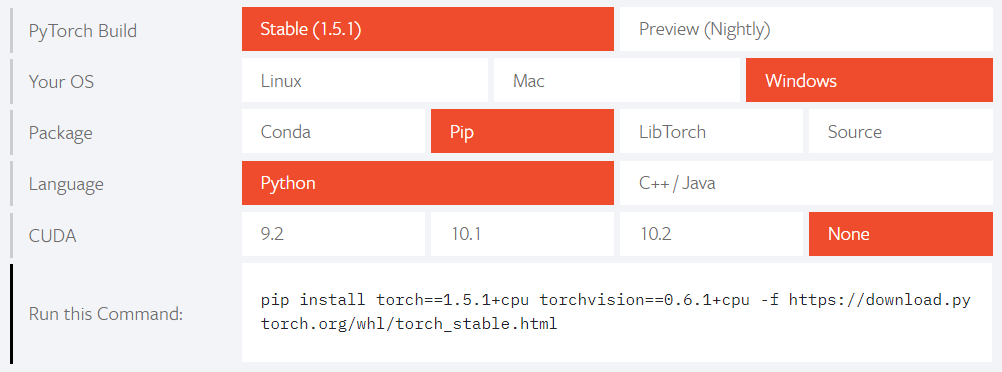 PyTorch Build Stable (1.5.1) Preview (Nightly)
Your OS Linux Mac Windows
Package Conda Pip LibTorch Source
Language Python C++ / Java
CUDA 9.2 10.1 10.2 None
Run this Command:
pip install torch==1.5.1+cpu torchvision==0.6.1+cpu -f https://download.py
torch.org/whl/torch_stable.html